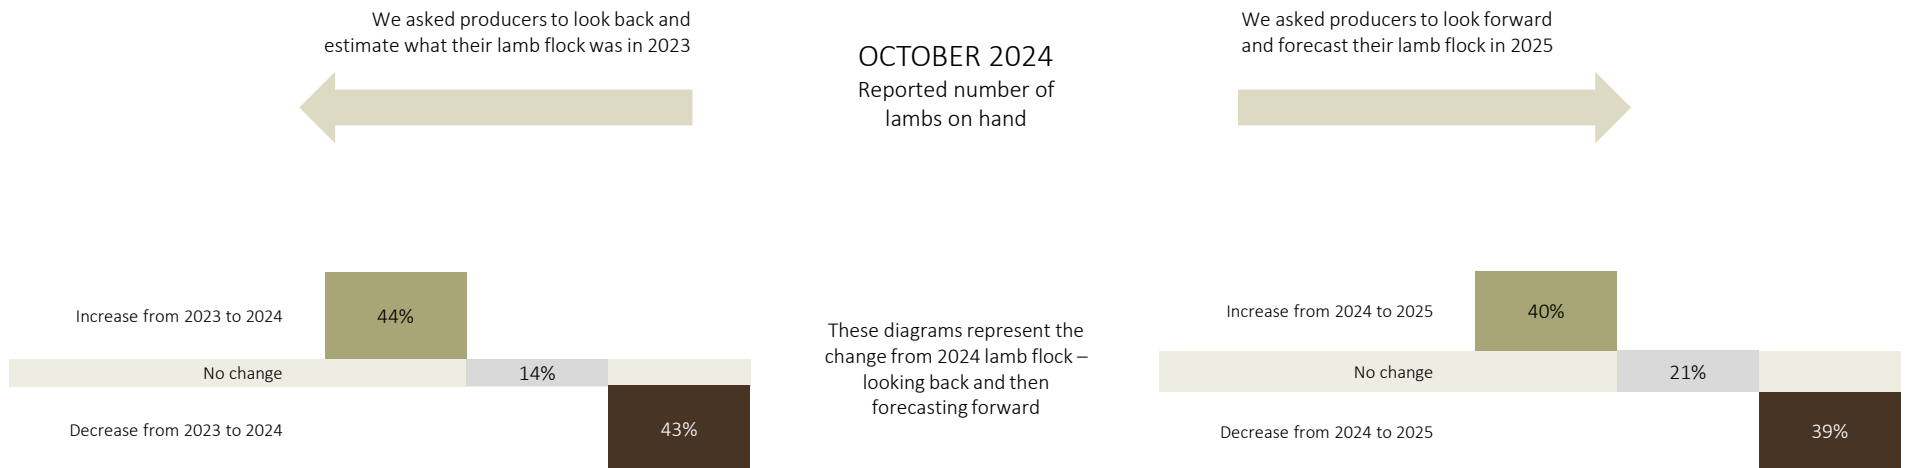 We asked producers to look back and
estimate what their lamb flock was in 2023
OCTOBER 2024
Reported number of
lambs on hand
We asked producers to look forward
and forecast their lamb flock in 2025
Increase from 2023 to 2024
44%
No change
14%
Decrease from 2023 to 2024
43%
These diagrams represent the
change from 2024 lamb flock –
looking back and then
forecasting forward
Increase from 2024 to 2025
40%
No change
21%
Decrease from 2024 to 2025
39%